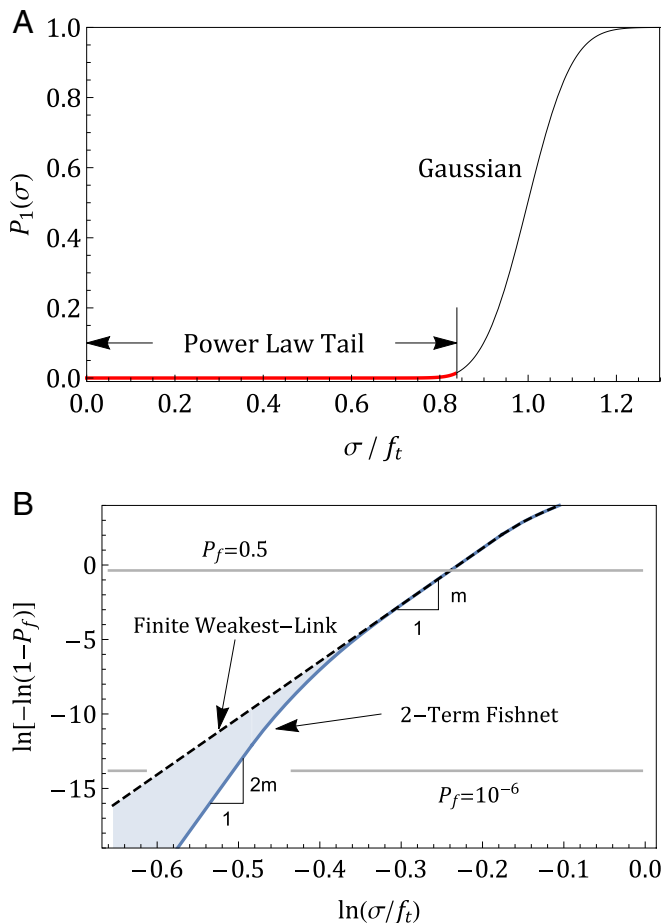 A
1.0
0.8
0.6
0.4
0.2
0.0
P₁(σ)
Gaussian
Power Law Tail
0.0 0.2 0.4 0.6 0.8 1.0 1.2
σ / fₜ
B
0
−5
−10
−15
ln[−ln(1−P_f)]
P_f=0.5
m
1
Finite Weakest−Link
2−Term Fishnet
2m
1
P_f=10⁻⁶
−0.6 −0.5 −0.4 −0.3 −0.2 −0.1 0.0
ln(σ/fₜ)